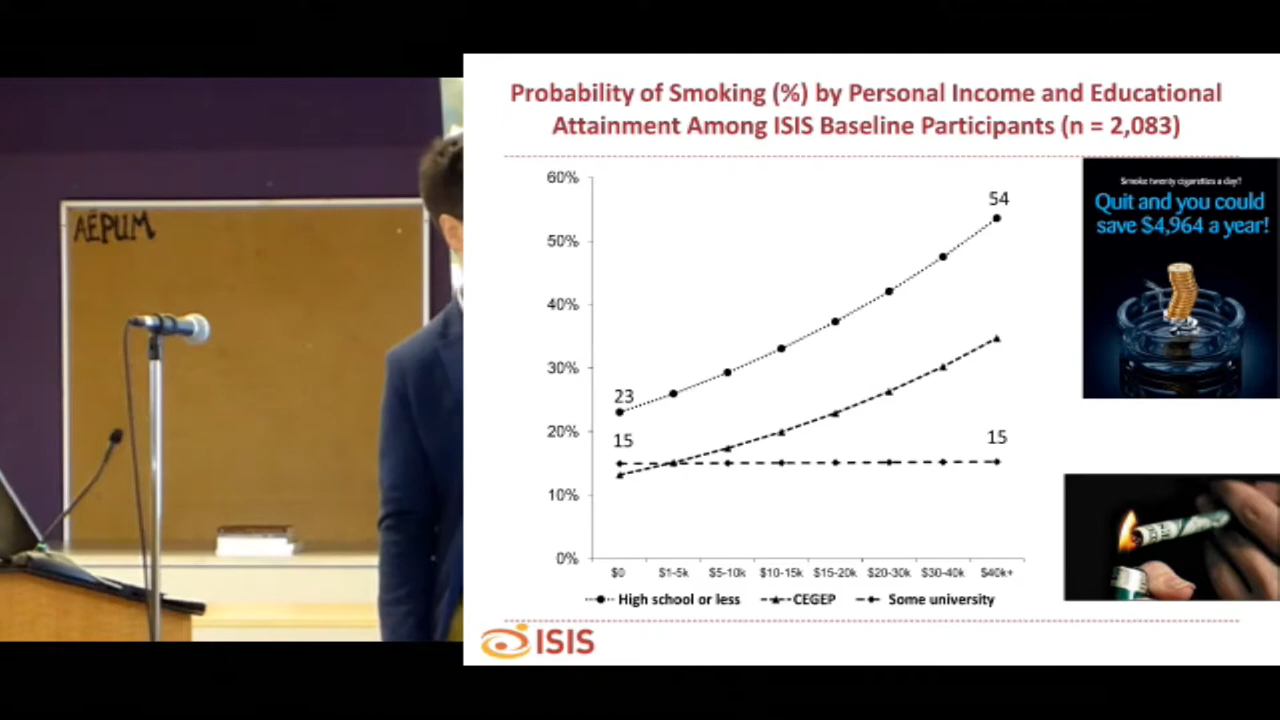 AÉPUM
Probability of Smoking (%) by Personal Income and Educational
Attainment Among ISIS Baseline Participants (n = 2,083)
60%
50%
40%
30%
20%
10%
0%
54
23
15
15
$0
$1-5k
$5-10k
$10-15k
$15-20k
$20-30k
$30-40k
$40k+
High school or less
CEGEP
Some university
Smoke twenty cigarettes a day?
Quit and you could
save $4,964 a year!
ISIS